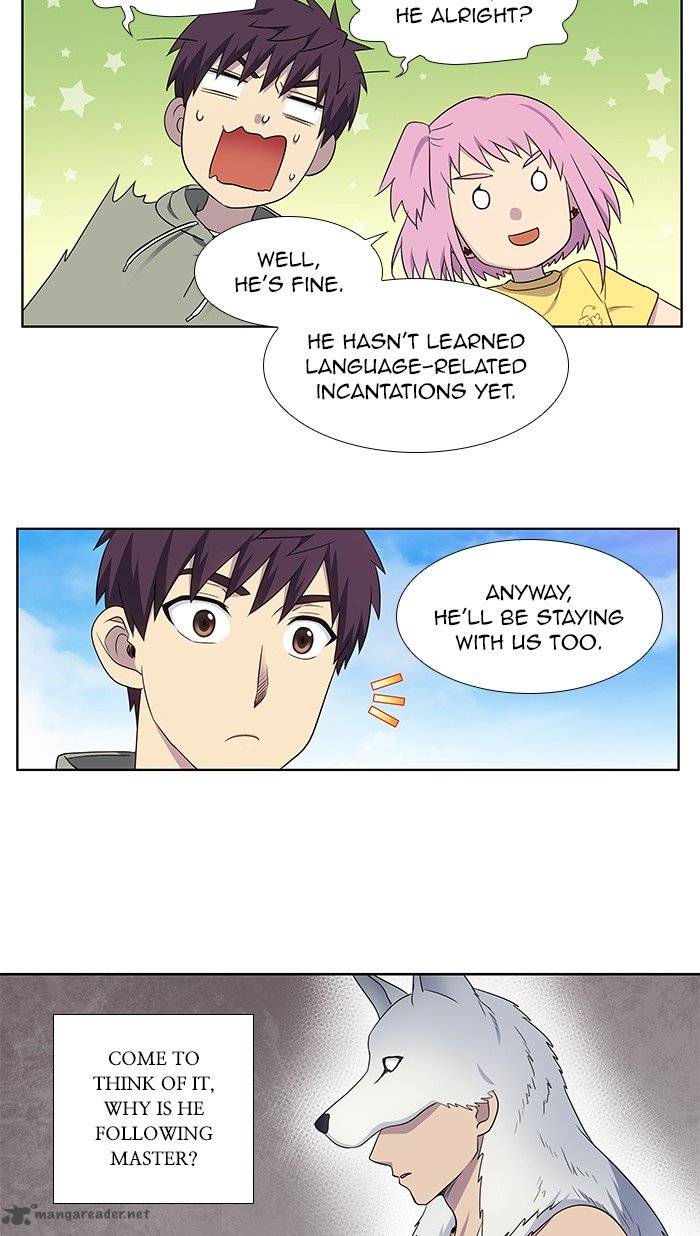 HE ALRIGHT?
WELL,
HE'S FINE.
HE HASN'T LEARNED
LANGUAGE-RELATED
INCANTATIONS YET.
ANYWAY,
HE'LL BE STAYING
WITH US TOO.
COME TO
THINK OF IT,
WHY IS HE
FOLLOWING
MASTER?
mangareader.net